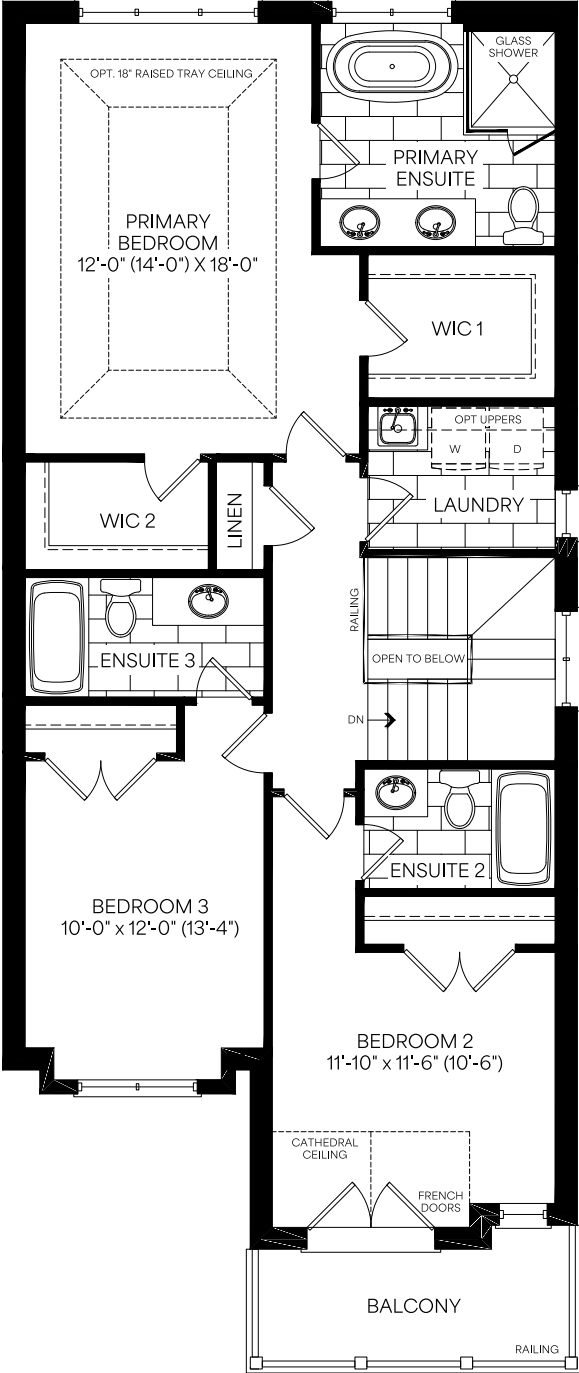 OPT. 18" RAISED TRAY CEILING
GLASS
SHOWER
PRIMARY
ENSUITE
PRIMARY
BEDROOM
12'-0" (14'-0") X 18'-0"
WIC 1
OPT UPPERS
W
D
LAUNDRY
WIC 2
LINEN
RAILING
ENSUITE 3
OPEN TO BELOW
DN
ENSUITE 2
BEDROOM 3
10'-0" x 12'-0" (13'-4")
BEDROOM 2
11'-10" x 11'-6" (10'-6")
CATHEDRAL
CEILING
FRENCH
DOORS
BALCONY
RAILING